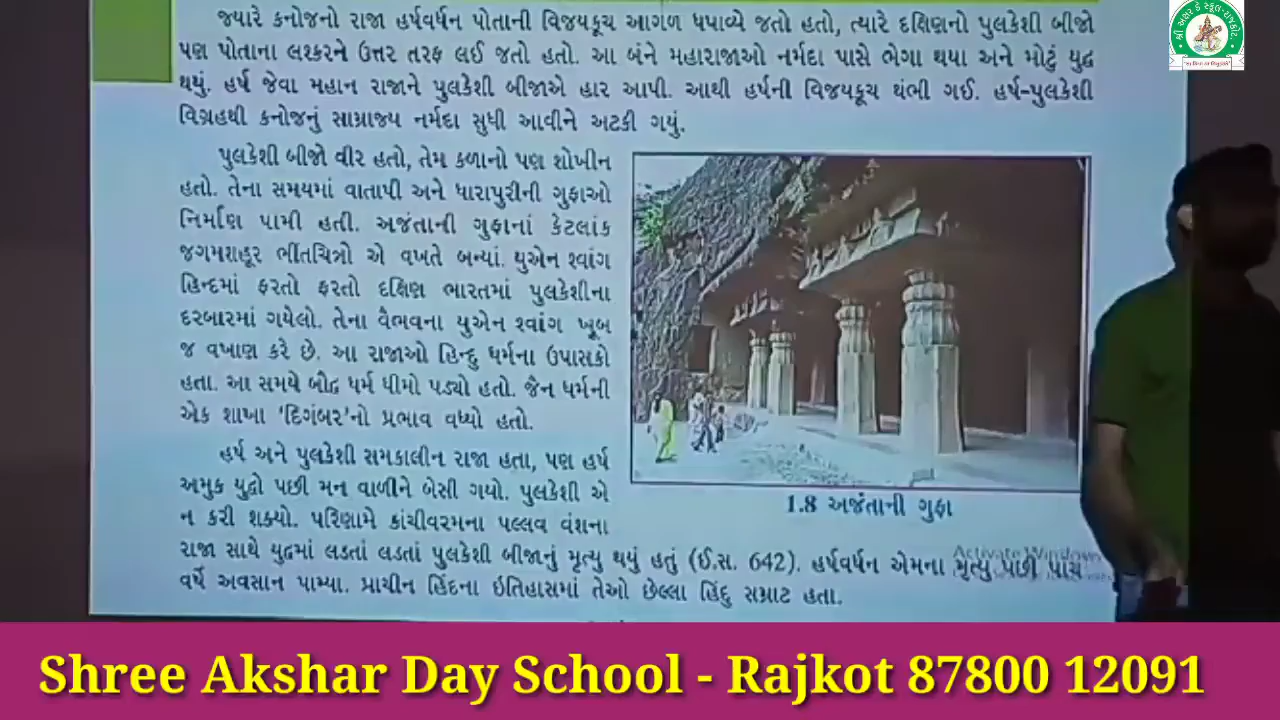 જ્યારે કનોજનો રાજા હર્ષવર્ધન પોતાની વિજયકૂચ આગળ ધપાવ્યે જતો હતો, ત્યારે દક્ષિણનો પુલકેશી બીજો
પણ પોતાના લશ્કરને ઉત્તર તરફ લઈ જતો હતો. આ બંને મહારાજાઓ નર્મદા પાસે ભેગા થયા અને મોટું યુદ્ધ
થયું. હર્ષ જેવા મહાન રાજાને પુલકેશી બીજાએ હાર આપી. આથી હર્ષની વિજયકૂચ થંભી ગઈ. હર્ષ-પુલકેશી
વિગ્રહથી કનોજનું સામ્રાજ્ય નર્મદા સુધી આવીને અટકી ગયું.
પુલકેશી બીજો વીર હતો, તેમ કળાનો પણ શોખીન
હતો. તેના સમયમાં વાતાપી અને ધારાપુરીની ગુફાઓ
નિર્માણ પામી હતી. અજંતાની ગુફાનાં કેટલાંક
જગમશહૂર ભીંતચિત્રો એ વખતે બન્યાં. યુએન શ્વાંગ
હિન્દમાં ફરતો ફરતો દક્ષિણ ભારતમાં પુલકેશીના
દરબારમાં ગયેલો. તેના વૈભવના યુએન શ્વાંગ ખૂબ
જ વખાણ કરે છે. આ રાજાઓ હિન્દુ ધર્મના ઉપાસકો
હતા. આ સમયે બૌદ્ધ ધર્મ ધીમો પડ્યો હતો. જૈન ધર્મની
એક શાખા 'દિગંબર'નો પ્રભાવ વધ્યો હતો.
હર્ષ અને પુલકેશી સમકાલીન રાજા હતા, પણ હર્ષ
અમુક યુદ્ધો પછી મન વાળીને બેસી ગયો. પુલકેશી એ
ન કરી શક્યો. પરિણામે કાંચીવરમના પલ્લવ વંશના
રાજા સાથે યુદ્ધમાં લડતાં લડતાં પુલકેશી બીજાનું મૃત્યુ થયું હતું (ઈ.સ. 642). હર્ષવર્ધન એમના મૃત્યુ પછી પાંચ
વર્ષે અવસાન પામ્યા. પ્રાચીન હિંદના ઇતિહાસમાં તેઓ છેલ્લા હિંદુ સમ્રાટ હતા.
1.8 અજંતાની ગુફા
Activate Windows
Shree Akshar Day School - Rajkot 87800 12091